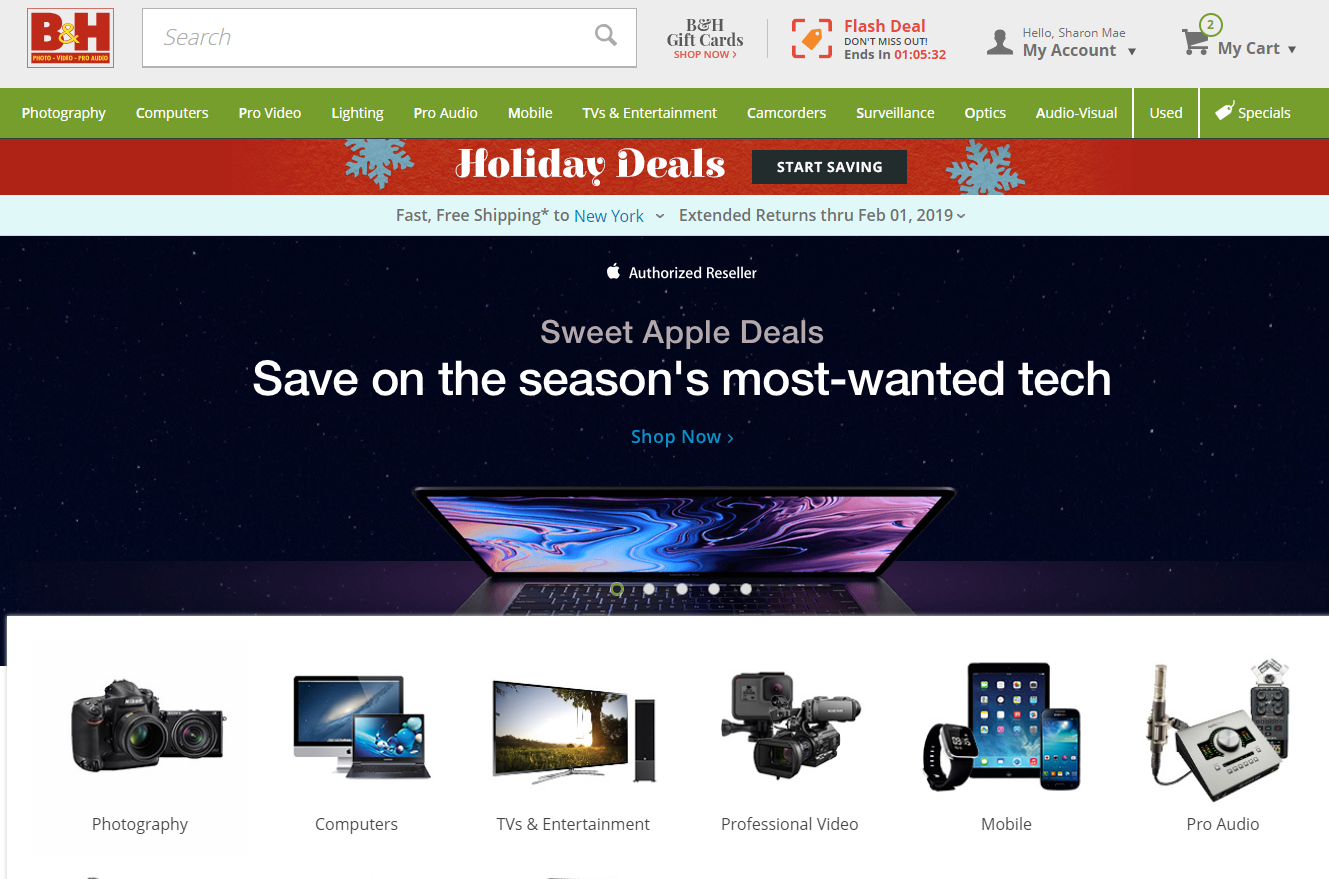 B&H
PHOTO - VIDEO - PRO AUDIO
Search
B&H
Gift Cards
SHOP NOW ›
Flash Deal
DON'T MISS OUT!
Ends In 01:05:32
Hello, Sharon Mae
My Account
2
My Cart
Photography Computers Pro Video Lighting Pro Audio Mobile TVs & Entertainment Camcorders Surveillance Optics Audio-Visual Used Specials
Holiday Deals START SAVING
Fast, Free Shipping* to New York Extended Returns thru Feb 01, 2019
Authorized Reseller
Sweet Apple Deals
Save on the season's most-wanted tech
Shop Now ›
Photography Computers TVs & Entertainment Professional Video Mobile Pro Audio